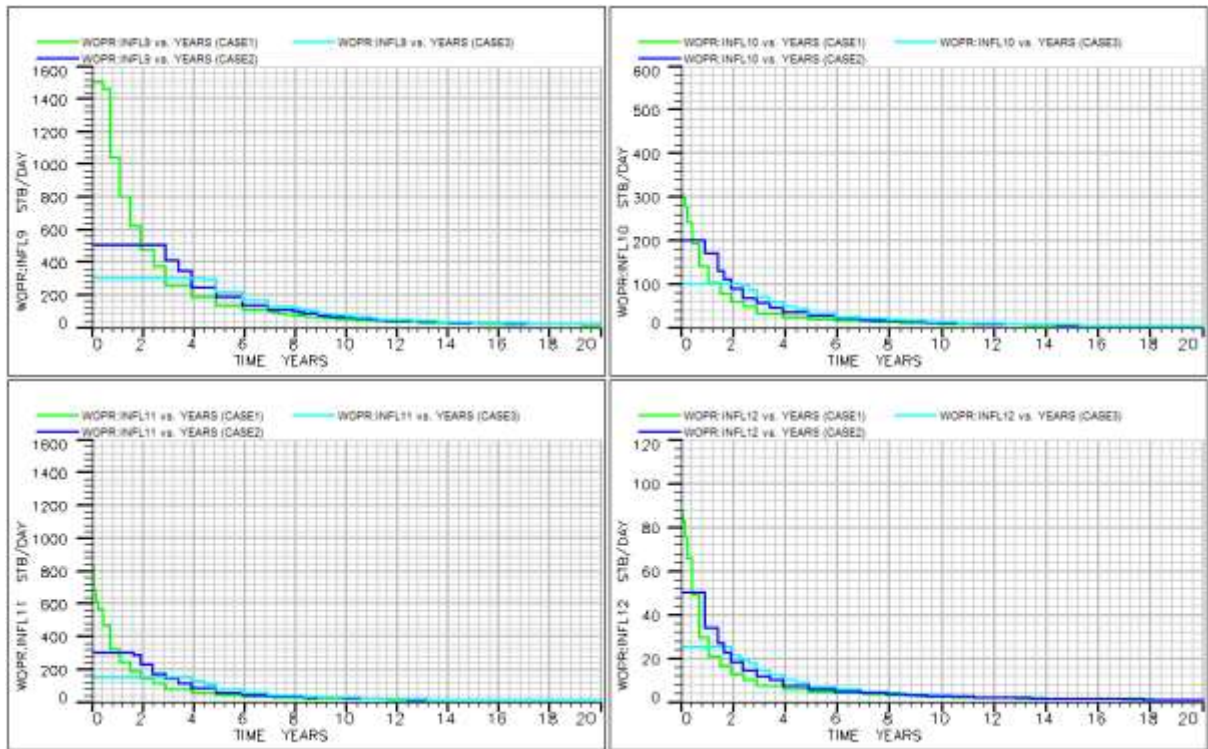 WOPR:INFL9 vs. YEARS (CASE1) WOPR:INFL9 vs. YEARS (CASE3)
WOPR:INFL9 vs. YEARS (CASE2)
1600
1400
1200
1000
800
600
400
200
0
WOPR:INFL9 STB/DAY
0 2 4 6 8 10 12 14 16 18 20
TIME YEARS
WOPR:INFL10 vs. YEARS (CASE1) WOPR:INFL10 vs. YEARS (CASE3)
WOPR:INFL10 vs. YEARS (CASE2)
600
500
400
300
200
100
0
WOPR:INFL10 STB/DAY
0 2 4 6 8 10 12 14 16 18 20
TIME YEARS
WOPR:INFL11 vs. YEARS (CASE1) WOPR:INFL11 vs. YEARS (CASE3)
WOPR:INFL11 vs. YEARS (CASE2)
1600
1400
1200
1000
800
600
400
200
0
WOPR:INFL11 STB/DAY
0 2 4 6 8 10 12 14 16 18 20
TIME YEARS
WOPR:INFL12 vs. YEARS (CASE1) WOPR:INFL12 vs. YEARS (CASE3)
WOPR:INFL12 vs. YEARS (CASE2)
120
100
80
60
40
20
0
WOPR:INFL12 STB/DAY
0 2 4 6 8 10 12 14 16 18 20
TIME YEARS